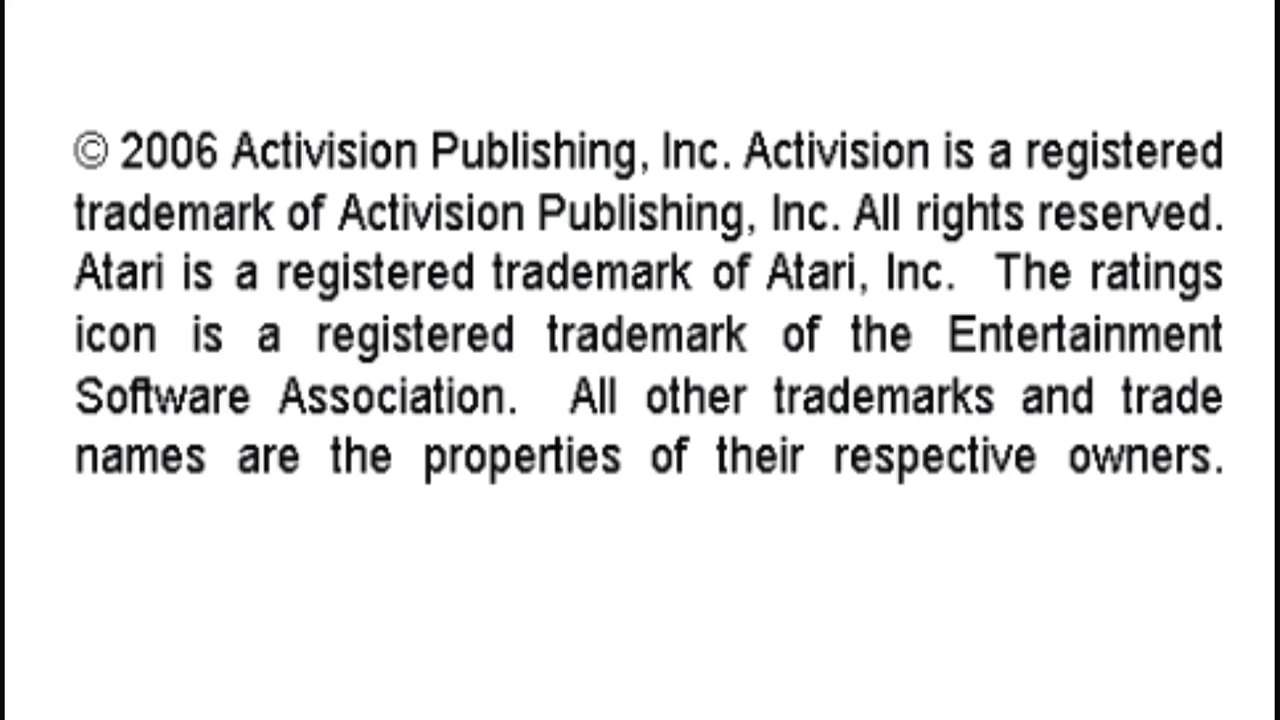 © 2006 Activision Publishing, Inc. Activision is a registered
trademark of Activision Publishing, Inc. All rights reserved.
Atari is a registered trademark of Atari, Inc.  The ratings
icon is a registered trademark of the Entertainment
Software Association.  All other trademarks and trade
names are the properties of their respective owners.